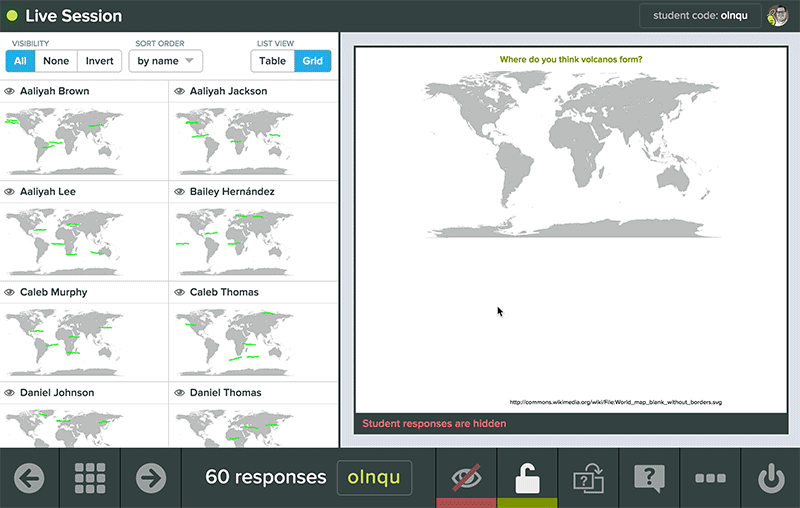 Live Session
student code: olnqu
VISIBILITY
SORT ORDER
LIST VIEW
All
None
Invert
by name
Table
Grid
Aaliyah Brown
Aaliyah Jackson
Aaliyah Lee
Bailey Hernández
Caleb Murphy
Caleb Thomas
Daniel Johnson
Daniel Thomas
Where do you think volcanos form?
http://commons.wikimedia.org/wiki/File:World_map_blank_without_borders.svg
Student responses are hidden
60 responses
olnqu
?
?